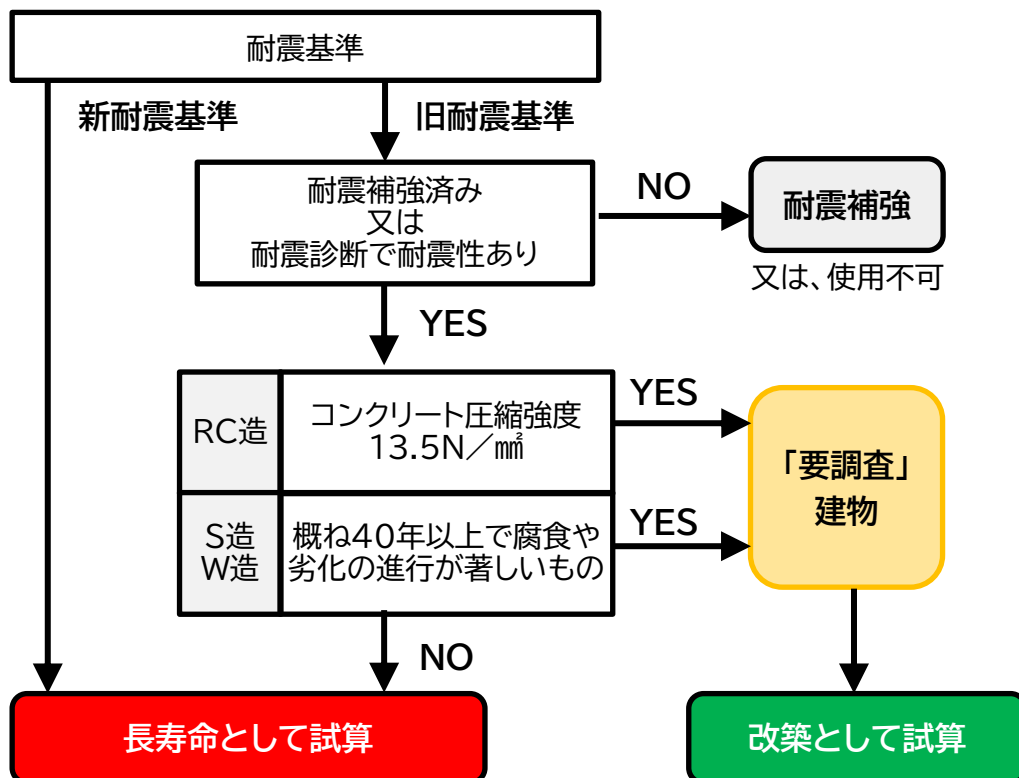 耐震基準
新耐震基準
旧耐震基準
耐震補強済み
又は
耐震診断で耐震性あり
NO
耐震補強
又は、使用不可
YES
RC造
コンクリート圧縮強度
13.5N／㎟
YES
「要調査」
建物
S造
W造
概ね40年以上で腐食や
劣化の進行が著しいもの
YES
NO
長寿命として試算
改築として試算